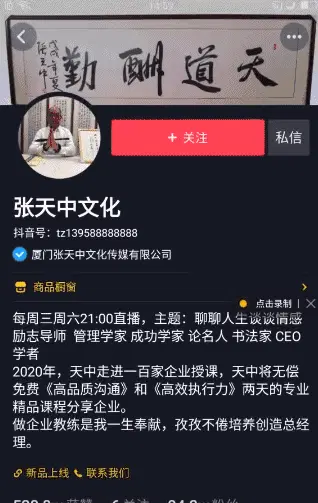 14:59
天道酬勤
+ 关注
私信
张天中文化
抖音号：tz139588888888
厦门张天中文化传媒有限公司
商品橱窗
点击录制
每周三周六21:00直播，主题：聊聊人生谈谈情感
励志导师 管理学家 成功学家 论名人 书法家 CEO
学者
2020年，天中走进一百家企业授课，天中将无偿
免费《高品质沟通》和《高效执行力》两天的专业
精品课程分享企业。
做企业教练是我一生奉献，孜孜不倦培养创造总经
理。
新品上线 联系我们